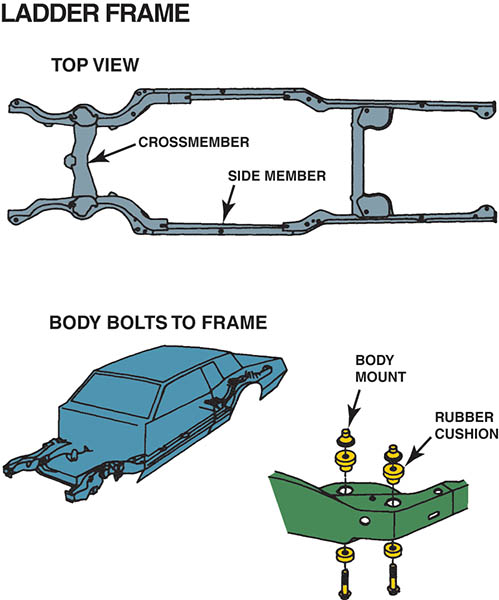 LADDER FRAME
TOP VIEW
CROSSMEMBER
SIDE MEMBER
BODY BOLTS TO FRAME
BODY
MOUNT
RUBBER
CUSHION